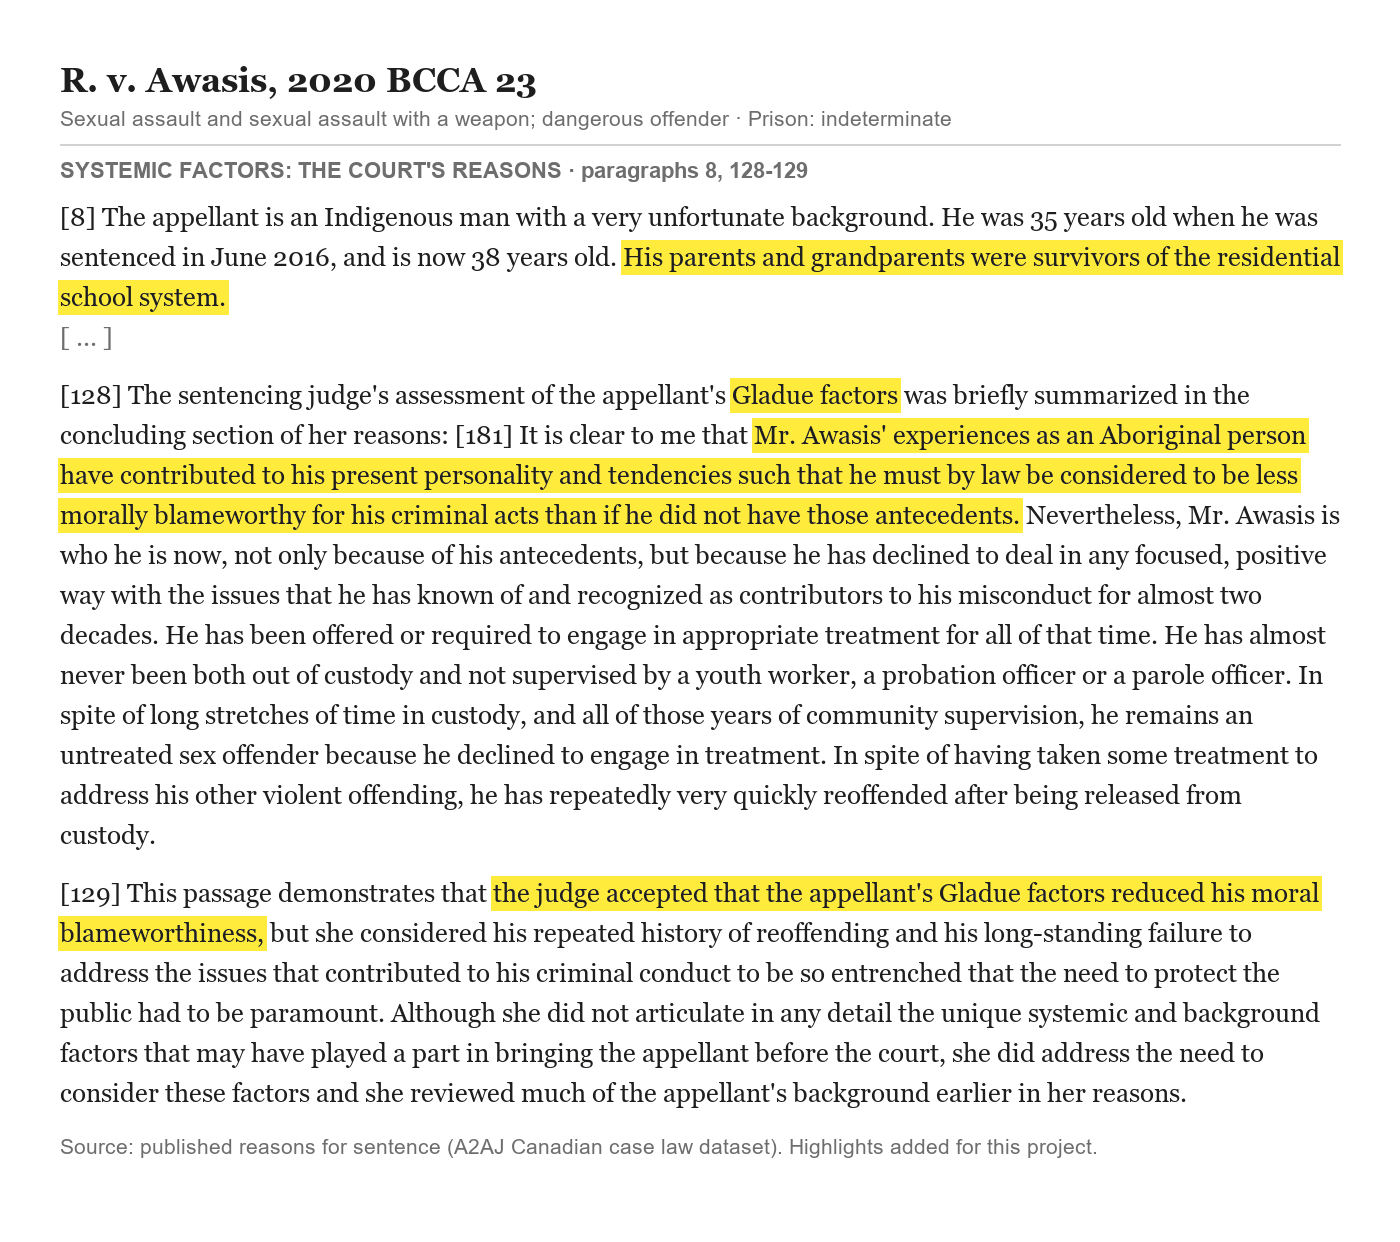 R. v. Awasis, 2020 BCCA 23
Sexual assault and sexual assault with a weapon; dangerous offender · Prison: indeterminate
SYSTEMIC FACTORS: THE COURT'S REASONS · paragraphs 8, 128-129
[8] The appellant is an Indigenous man with a very unfortunate background. He was 35 years old when he was
sentenced in June 2016, and is now 38 years old. His parents and grandparents were survivors of the residential
school system.
[ ... ]
[128] The sentencing judge's assessment of the appellant's Gladue factors was briefly summarized in the
concluding section of her reasons: [181] It is clear to me that Mr. Awasis' experiences as an Aboriginal person
have contributed to his present personality and tendencies such that he must by law be considered to be less
morally blameworthy for his criminal acts than if he did not have those antecedents. Nevertheless, Mr. Awasis is
who he is now, not only because of his antecedents, but because he has declined to deal in any focused, positive
way with the issues that he has known of and recognized as contributors to his misconduct for almost two
decades. He has been offered or required to engage in appropriate treatment for all of that time. He has almost
never been both out of custody and not supervised by a youth worker, a probation officer or a parole officer. In
spite of long stretches of time in custody, and all of those years of community supervision, he remains an
untreated sex offender because he declined to engage in treatment. In spite of having taken some treatment to
address his other violent offending, he has repeatedly very quickly reoffended after being released from
custody.
[129] This passage demonstrates that the judge accepted that the appellant's Gladue factors reduced his moral
blameworthiness, but she considered his repeated history of reoffending and his long-standing failure to
address the issues that contributed to his criminal conduct to be so entrenched that the need to protect the
public had to be paramount. Although she did not articulate in any detail the unique systemic and background
factors that may have played a part in bringing the appellant before the court, she did address the need to
consider these factors and she reviewed much of the appellant's background earlier in her reasons.
Source: published reasons for sentence (A2AJ Canadian case law dataset). Highlights added for this project.